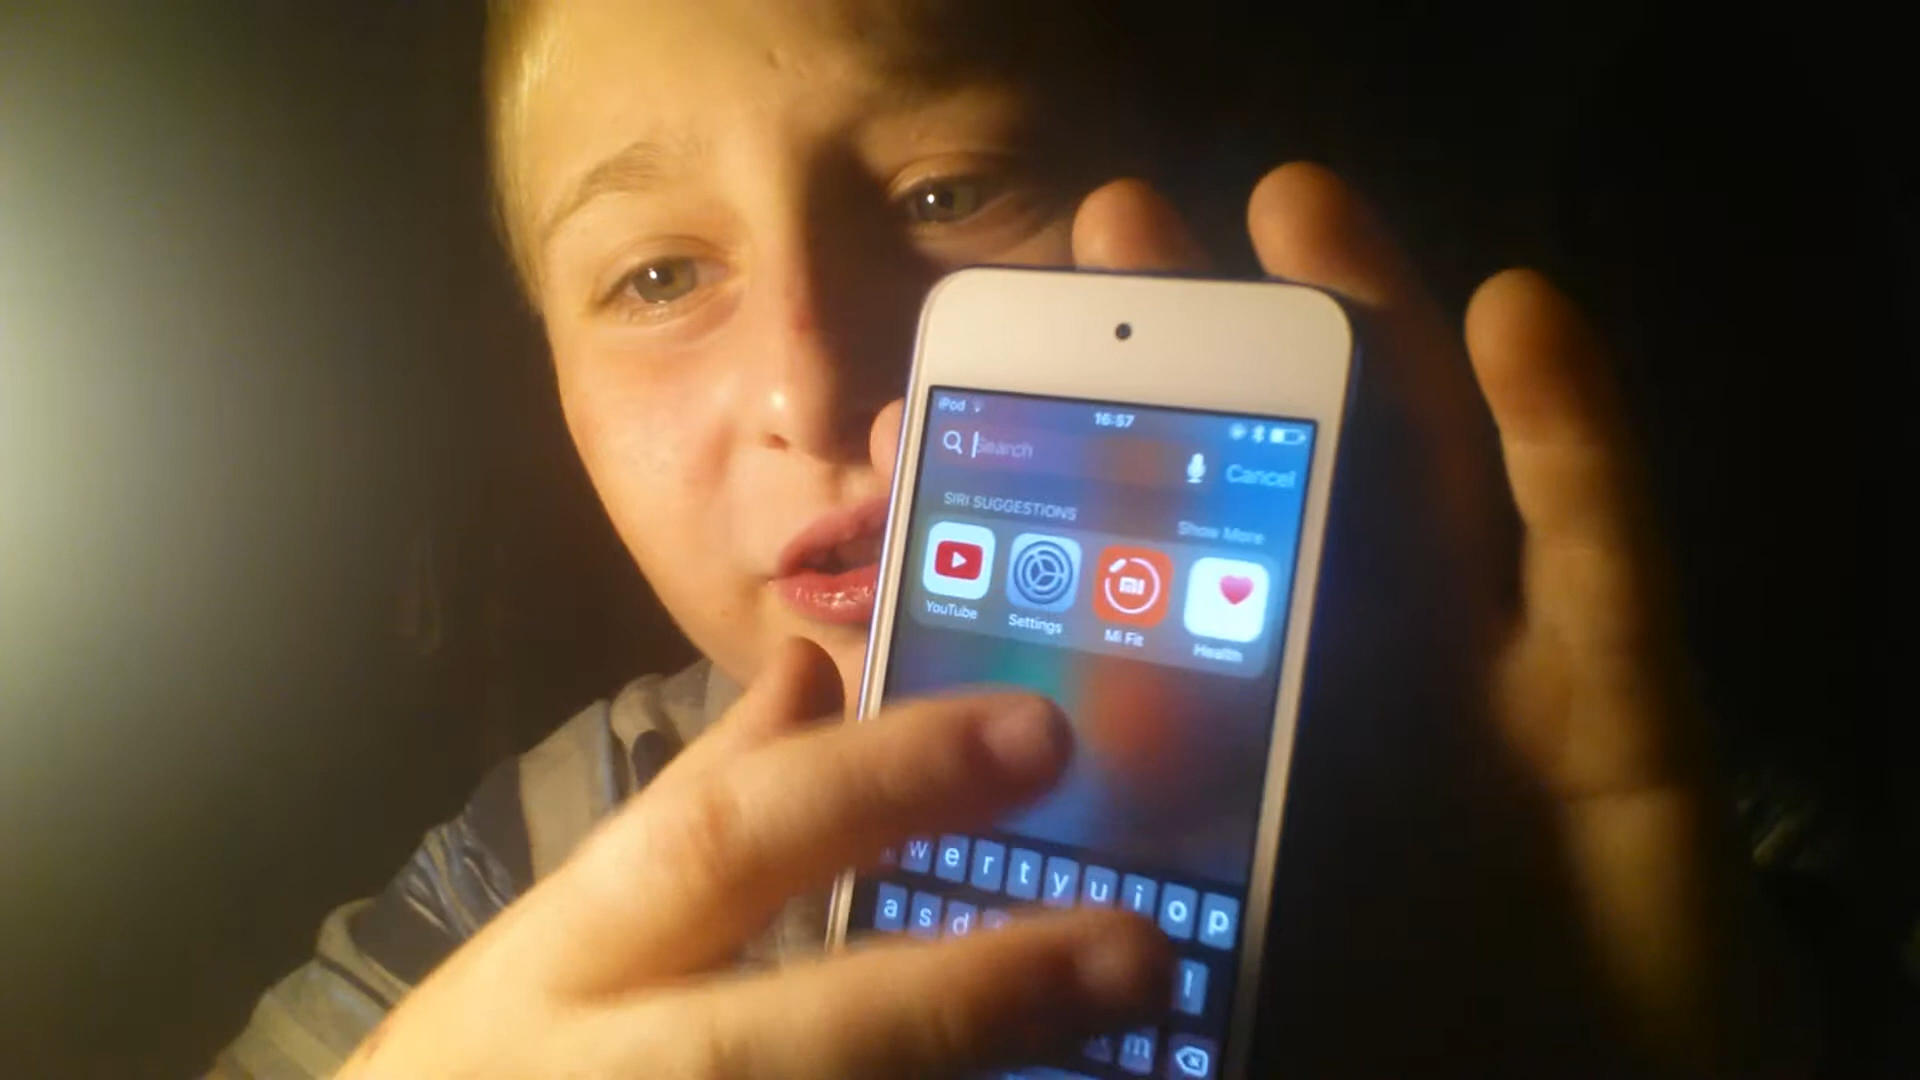 iPod 16:57
Search Cancel
SIRI SUGGESTIONS Show More
YouTube Settings Mi Fit Health
w e r t y u i o p
a s d l
m